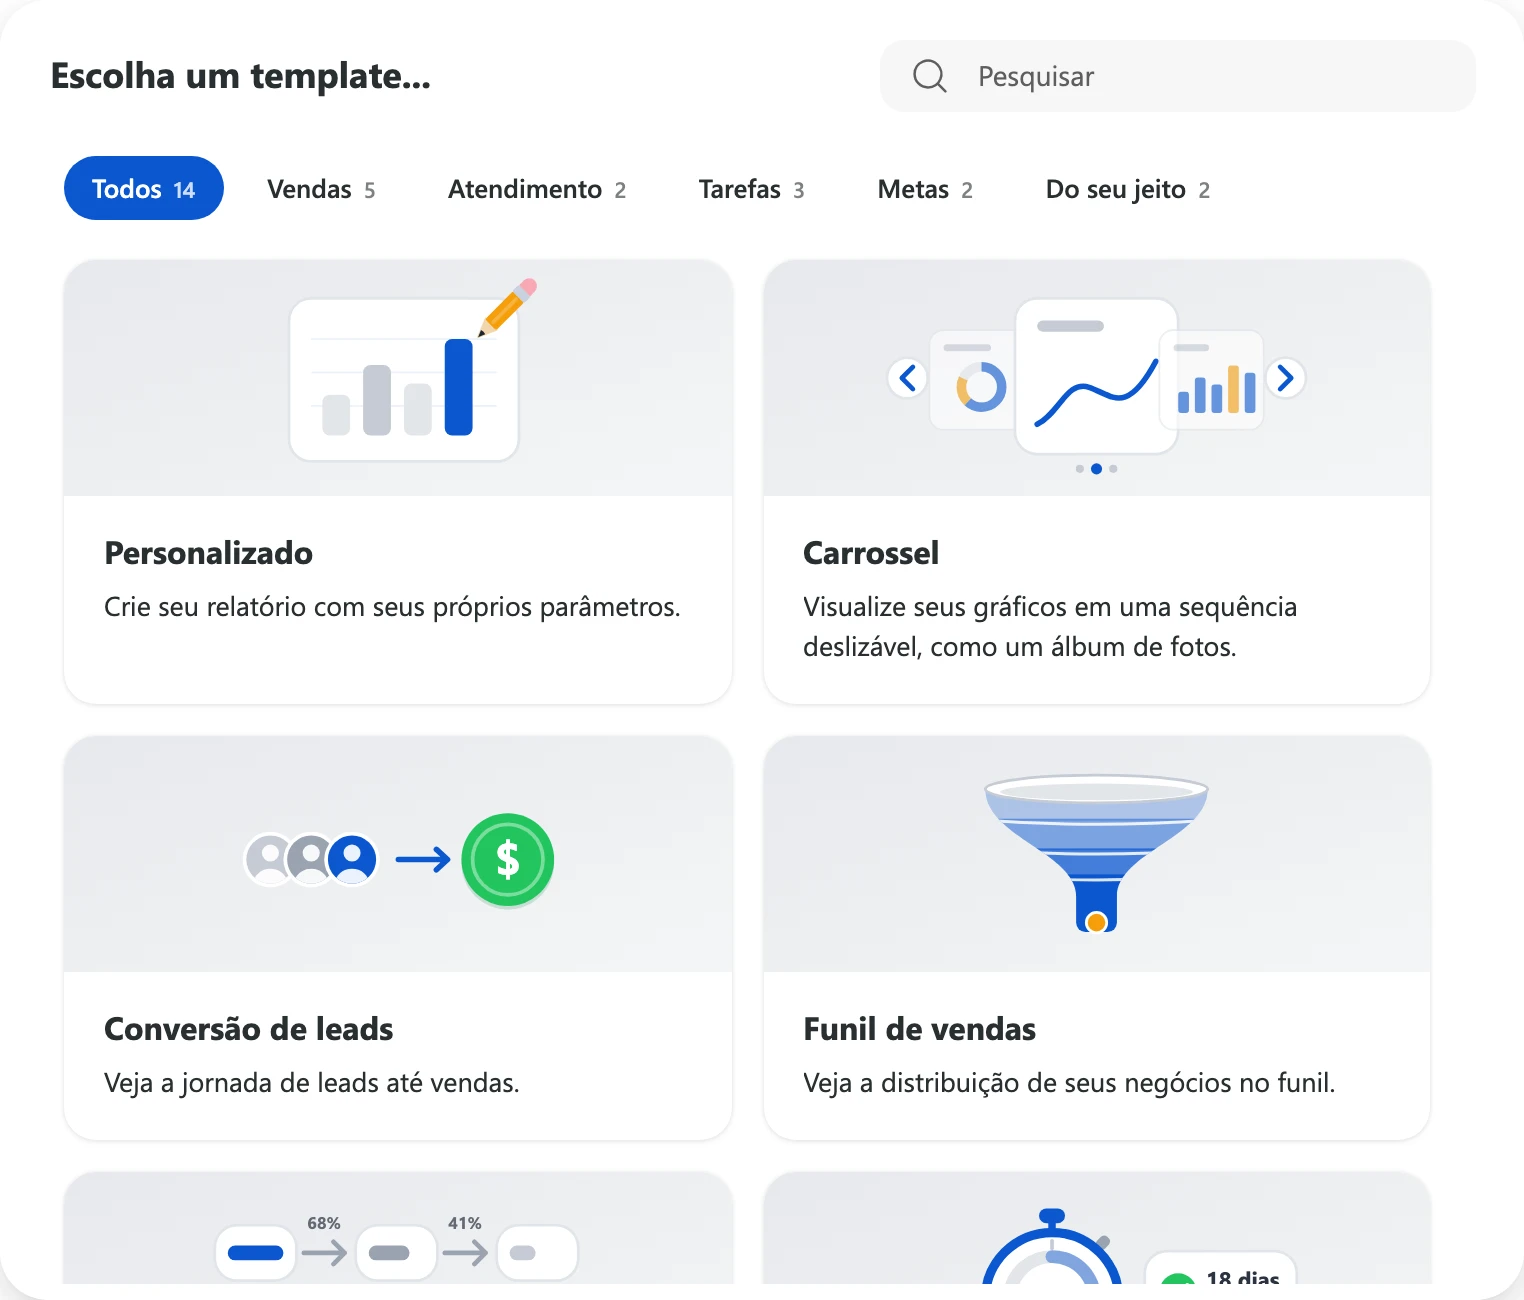 Escolha um template...
Pesquisar
Todos 14
Vendas 5
Atendimento 2
Tarefas 3
Metas 2
Do seu jeito 2
Personalizado
Crie seu relatório com seus próprios parâmetros.
Carrossel
Visualize seus gráficos em uma sequência
deslizável, como um álbum de fotos.
$
Conversão de leads
Veja a jornada de leads até vendas.
Funil de vendas
Veja a distribuição de seus negócios no funil.
68%
41%
18 dias